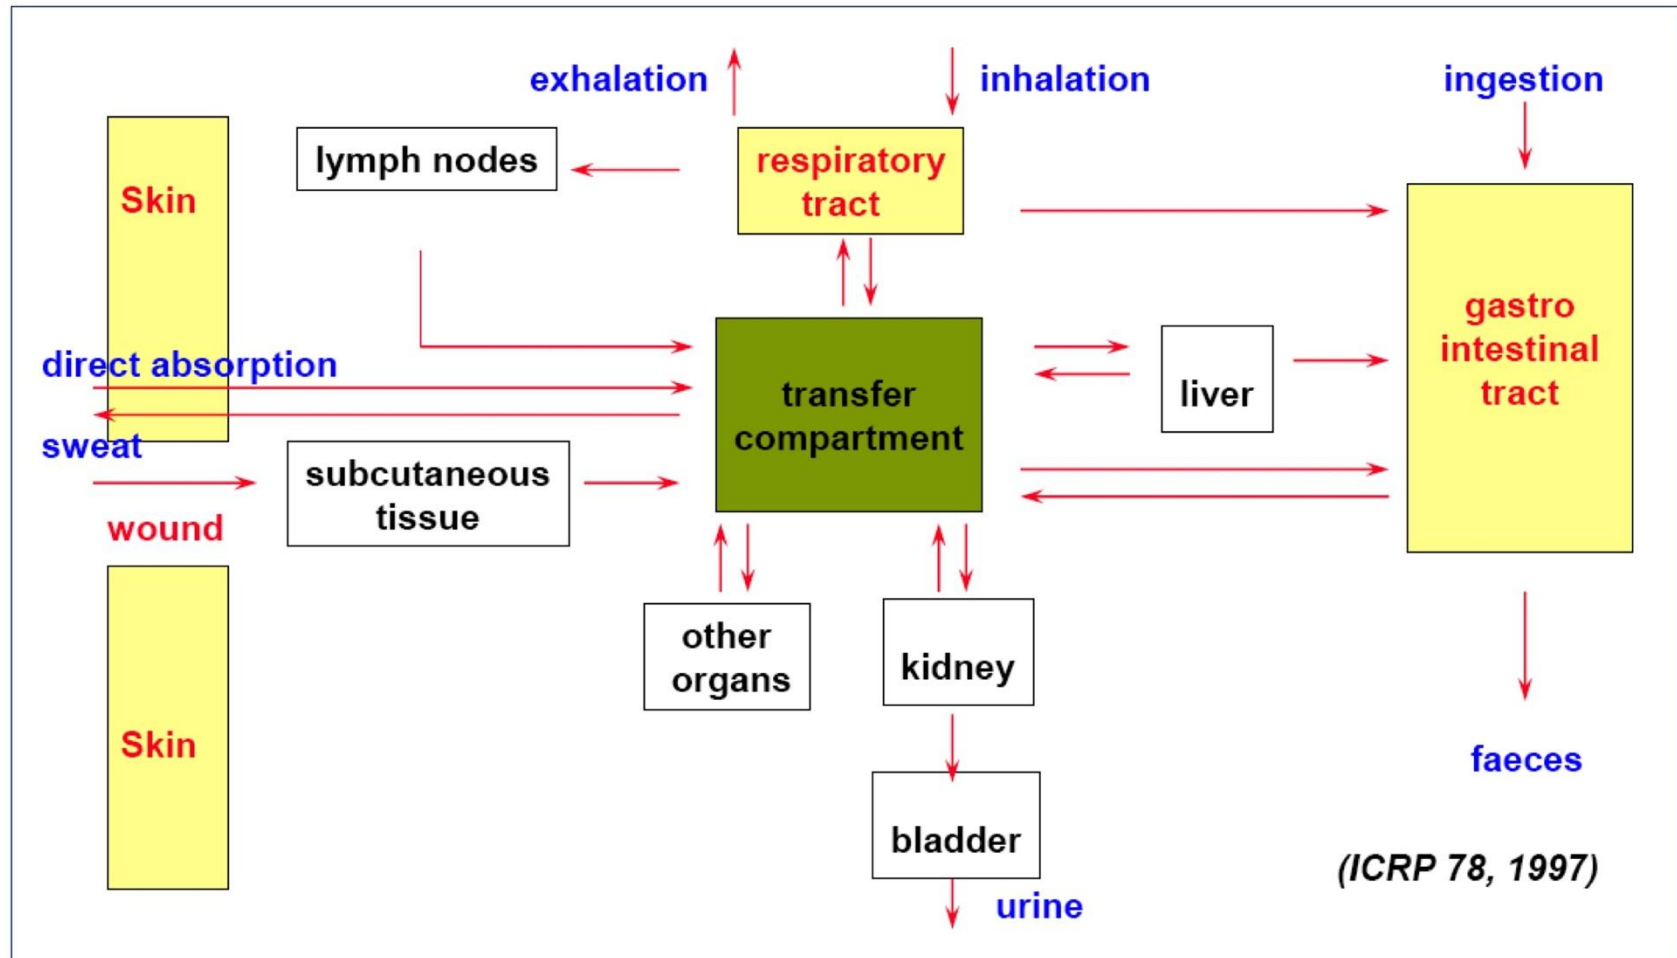 exhalation
inhalation
ingestion
lymph nodes
respiratory
tract
Skin
gastro
intestinal
tract
direct absorption
transfer
compartment
liver
sweat
subcutaneous
tissue
wound
other
organs
kidney
Skin
faeces
bladder
(ICRP 78, 1997)
urine